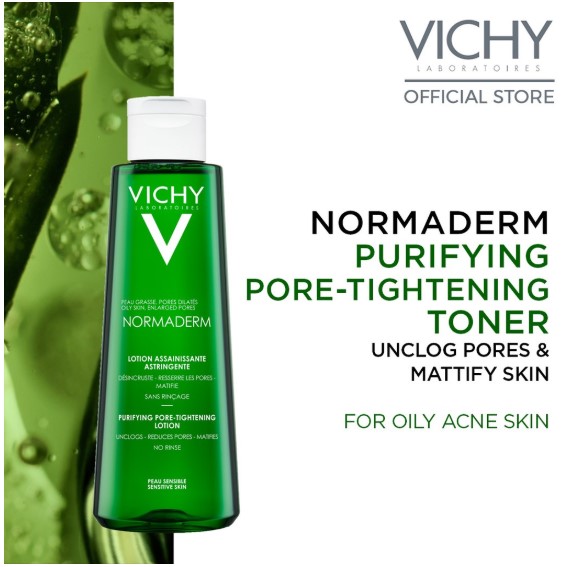 VICHY
LABORATOIRES
OFFICIAL STORE
VICHY
LABORATOIRES
V
PEAU GRASSE, PORES DILATÉS
OILY SKIN, ENLARGED PORES
NORMADERM
LOTION ASSAINISSANTE
ASTRINGENTE
DÉSINCRUSTE - RESSERRE LES PORES -
MATIFIE
SANS RINÇAGE
PURIFYING PORE-TIGHTENING
LOTION
UNCLOGS - REDUCES PORES - MATIFIES
NO RINSE
PEAU SENSIBLE
SENSITIVE SKIN
NORMADERM
PURIFYING
PORE-TIGHTENING
TONER
UNCLOG PORES &
MATTIFY SKIN
FOR OILY ACNE SKIN